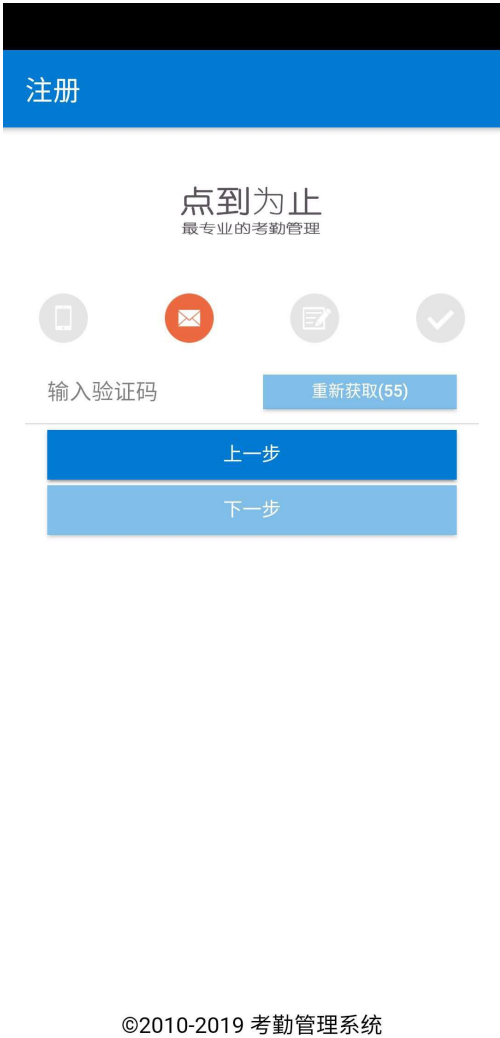 注册
点到为止
最专业的考勤管理
输入验证码
重新获取(55)
上一步
下一步
©2010-2019 考勤管理系统